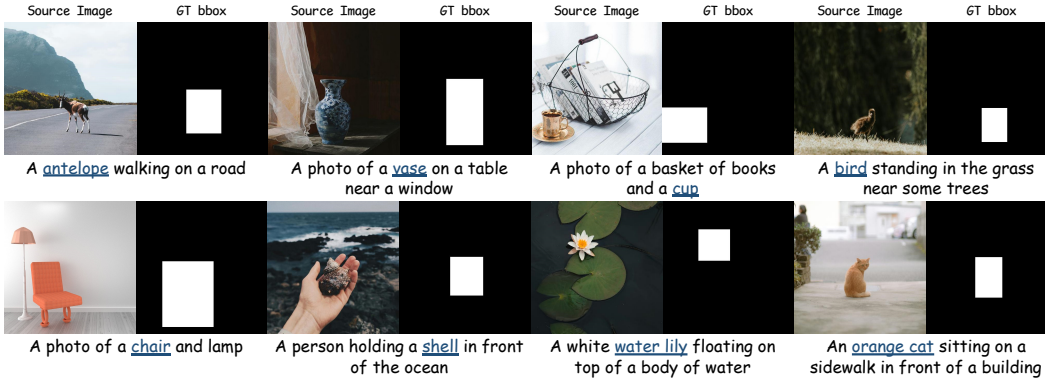 Source Image GT bbox Source Image GT bbox Source Image GT bbox Source Image GT bbox
A antelope walking on a road
A photo of a vase on a table
near a window
A photo of a basket of books
and a cup
A bird standing in the grass
near some trees
A photo of a chair and lamp
A person holding a shell in front
of the ocean
A white water lily floating on
top of a body of water
An orange cat sitting on a
sidewalk in front of a building